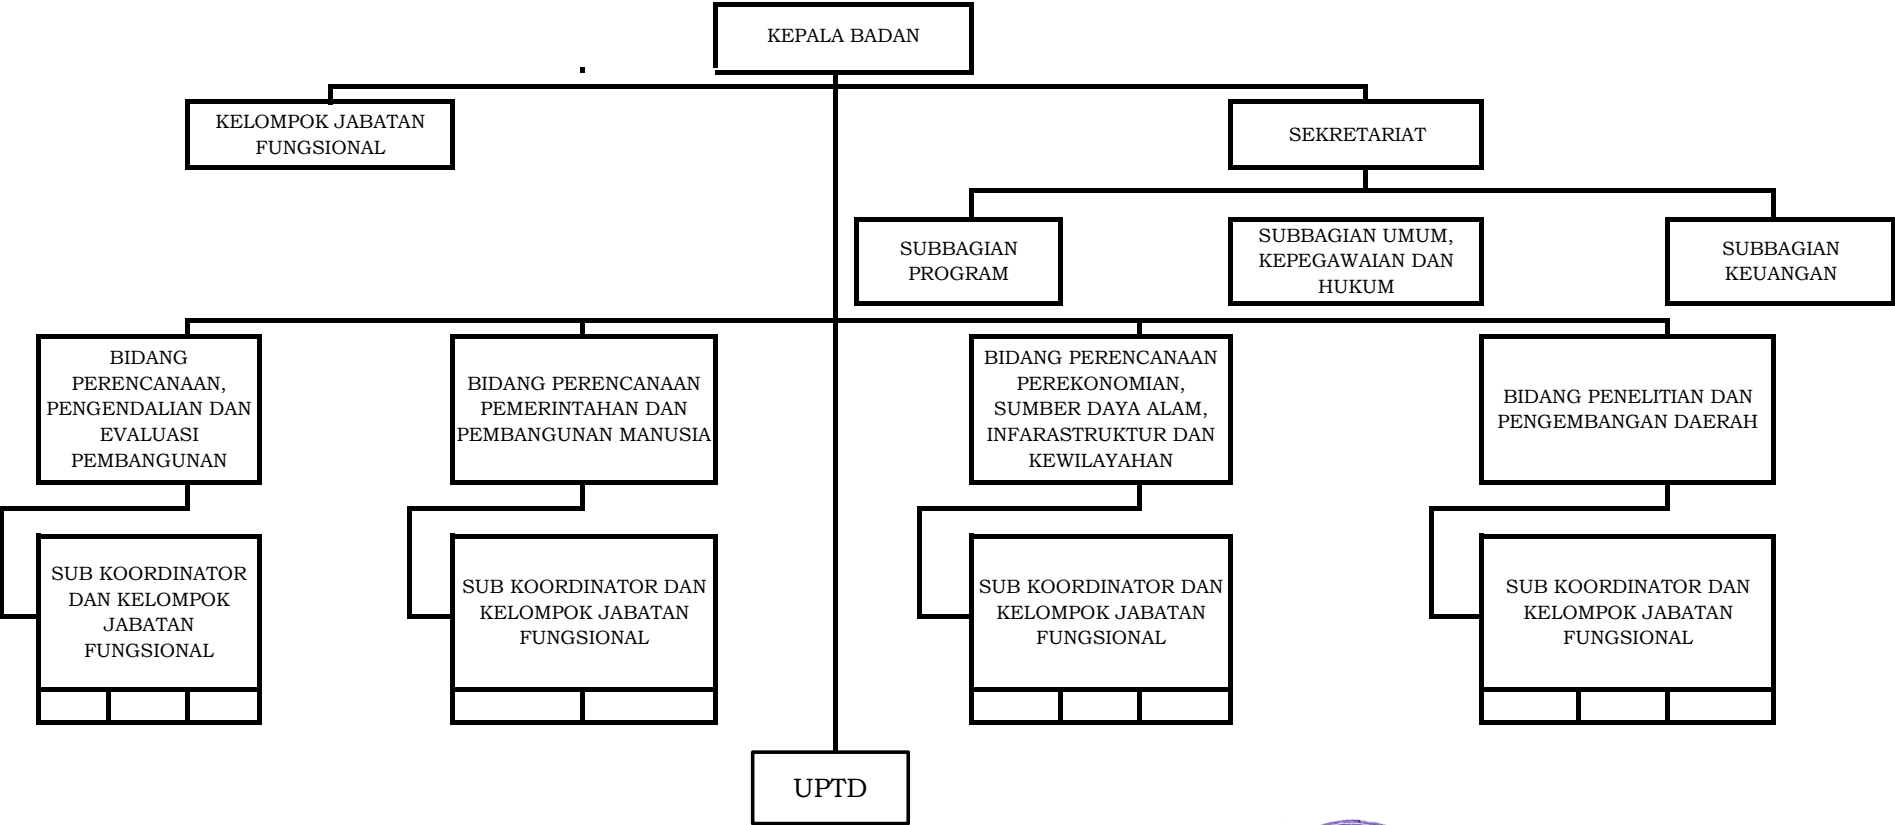 KEPALA BADAN
KELOMPOK JABATAN
FUNGSIONAL
SEKRETARIAT
SUBBAGIAN
PROGRAM
SUBBAGIAN UMUM,
KEPEGAWAIAN DAN
HUKUM
SUBBAGIAN
KEUANGAN
BIDANG
PERENCANAAN,
PENGENDALIAN DAN
EVALUASI
PEMBANGUNAN
BIDANG PERENCANAAN
PEMERINTAHAN DAN
PEMBANGUNAN MANUSIA
BIDANG PERENCANAAN
PEREKONOMIAN,
SUMBER DAYA ALAM,
INFARASTRUKTUR DAN
KEWILAYAHAN
BIDANG PENELITIAN DAN
PENGEMBANGAN DAERAH
SUB KOORDINATOR
DAN KELOMPOK
JABATAN
FUNGSIONAL
SUB KOORDINATOR DAN
KELOMPOK JABATAN
FUNGSIONAL
SUB KOORDINATOR DAN
KELOMPOK JABATAN
FUNGSIONAL
SUB KOORDINATOR DAN
KELOMPOK JABATAN
FUNGSIONAL
UPTD